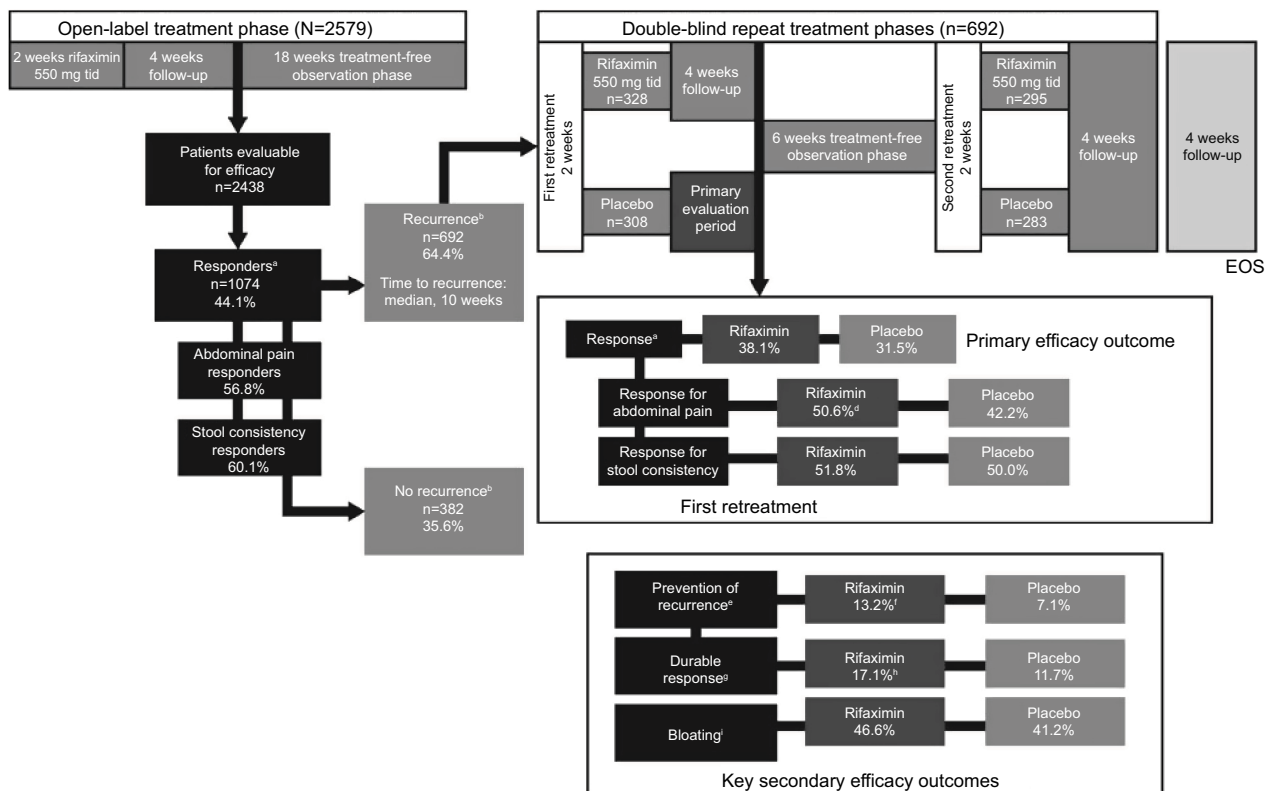 Open-label treatment phase (N=2579)
2 weeks rifaximin
550 mg tid
4 weeks
follow-up
18 weeks treatment-free
observation phase
Patients evaluable
for efficacy
n=2438
Respondersᵃ
n=1074
44.1%
Abdominal pain
responders
56.8%
Stool consistency
responders
60.1%
Recurrenceᵇ
n=692
64.4%
Time to recurrence:
median, 10 weeks
No recurrenceᵇ
n=382
35.6%
Double-blind repeat treatment phases (n=692)
First retreatment
2 weeks
Rifaximin
550 mg tid
n=328
4 weeks
follow-up
Placebo
n=308
Primary
evaluation
period
6 weeks treatment-free
observation phase
Second retreatment
2 weeks
Rifaximin
550 mg tid
n=295
Placebo
n=283
4 weeks
follow-up
4 weeks
follow-up
EOS
Responseᵃ
Rifaximin
38.1%
Placebo
31.5%
Primary efficacy outcome
Response for
abdominal pain
Rifaximin
50.6%ᵈ
Placebo
42.2%
Response for
stool consistency
Rifaximin
51.8%
Placebo
50.0%
First retreatment
Prevention of
recurrenceᵉ
Rifaximin
13.2%ᶠ
Placebo
7.1%
Durable
responseᵍ
Rifaximin
17.1%ʰ
Placebo
11.7%
Bloatingⁱ
Rifaximin
46.6%
Placebo
41.2%
Key secondary efficacy outcomes